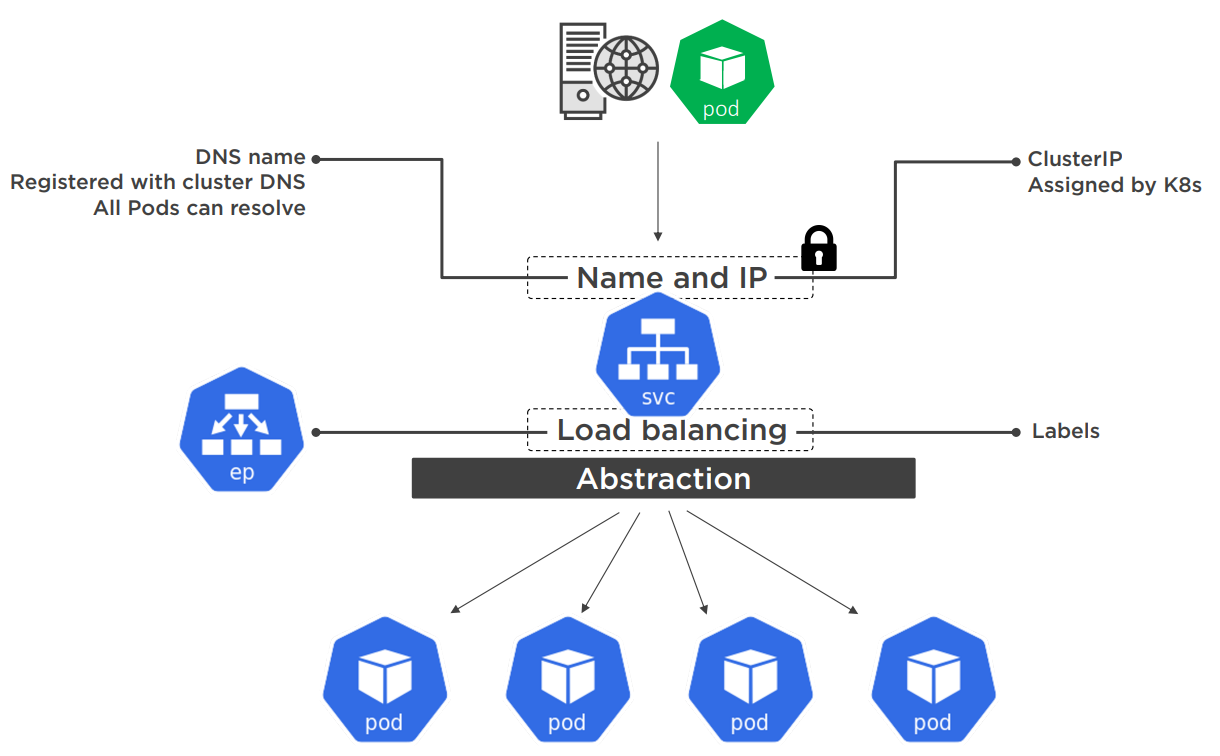 pod
DNS name
Registered with cluster DNS
All Pods can resolve
ClusterIP
Assigned by K8s
Name and IP
svc
ep
Load balancing
Labels
Abstraction
pod
pod
pod
pod